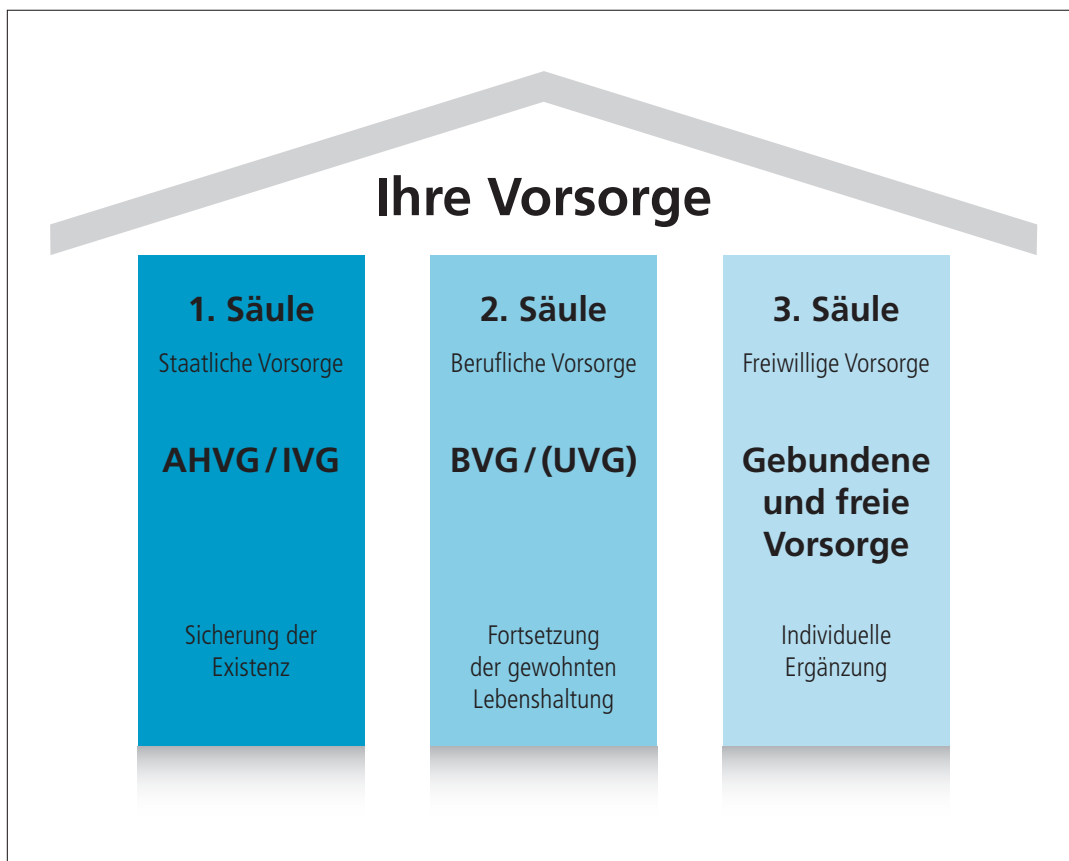 Ihre Vorsorge
1. Säule
Staatliche Vorsorge
AHVG / IVG
Sicherung der
Existenz
2. Säule
Berufliche Vorsorge
BVG / (UVG)
Fortsetzung
der gewohnten
Lebenshaltung
3. Säule
Freiwillige Vorsorge
Gebundene
und freie
Vorsorge
Individuelle
Ergänzung